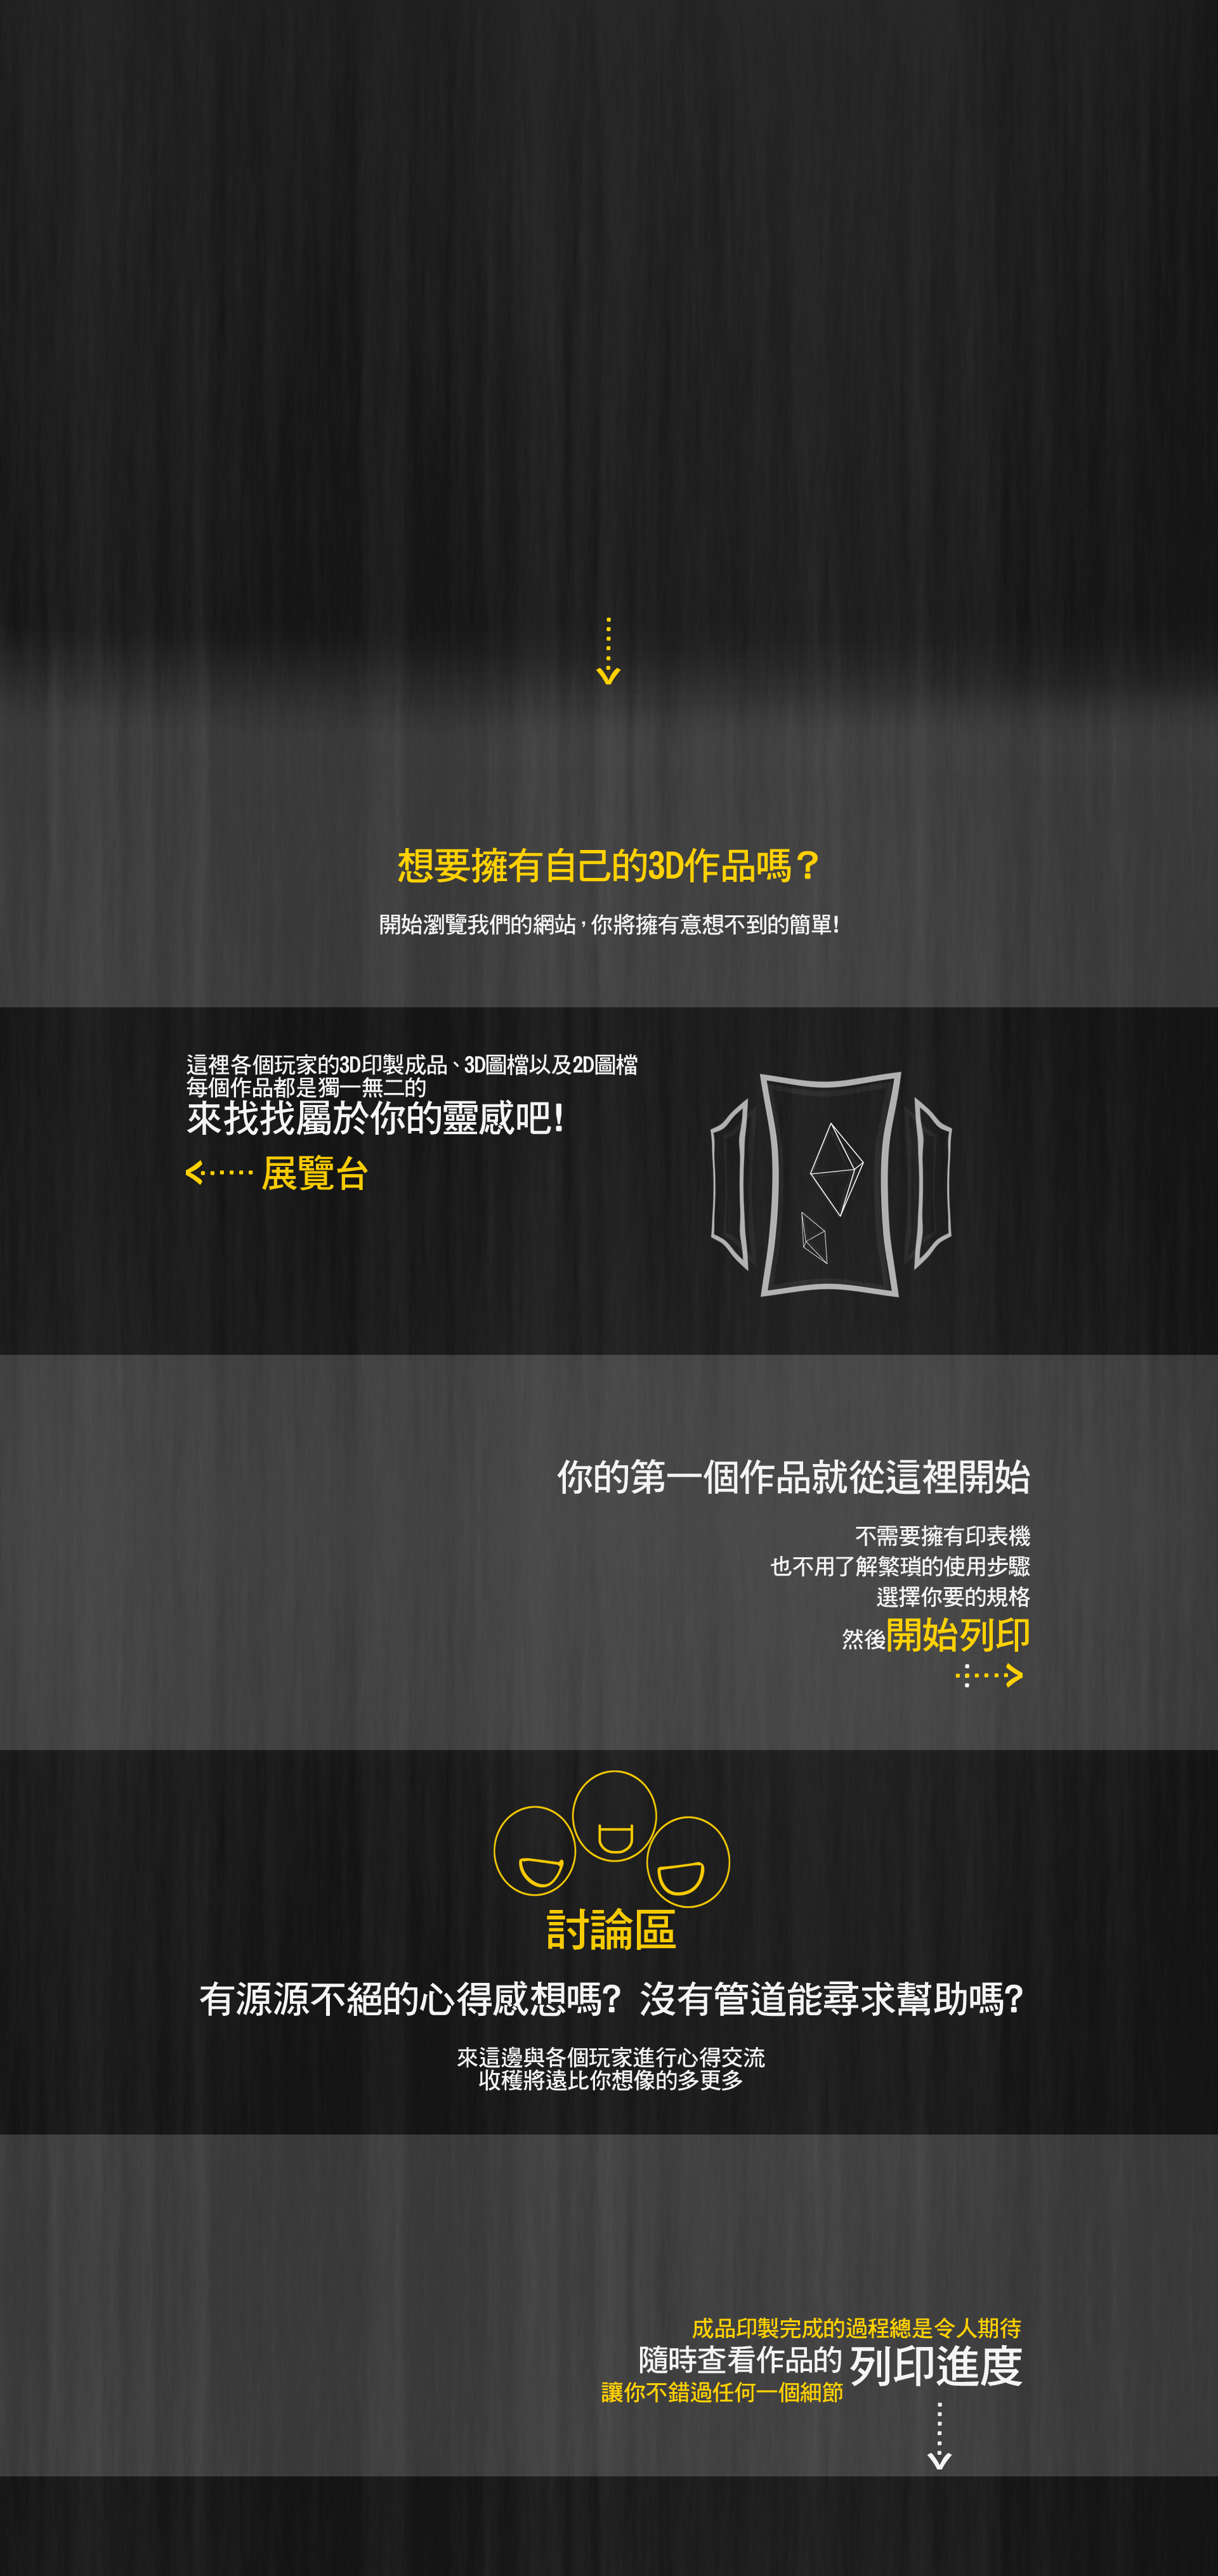 想要擁有自己的3D作品嗎？
開始瀏覽我們的網站，你將擁有意想不到的簡單!
這裡各個玩家的3D印製成品、3D圖檔以及2D圖檔
每個作品都是獨一無二的
來找找屬於你的靈感吧!
展覽台
你的第一個作品就從這裡開始
不需要擁有印表機
也不用了解繁瑣的使用步驟
選擇你要的規格
然後開始列印
討論區
有源源不絕的心得感想嗎? 沒有管道能尋求幫助嗎?
來這邊與各個玩家進行心得交流
收穫將遠比你想像的多更多
成品印製完成的過程總是令人期待
隨時查看作品的 列印進度
讓你不錯過任何一個細節